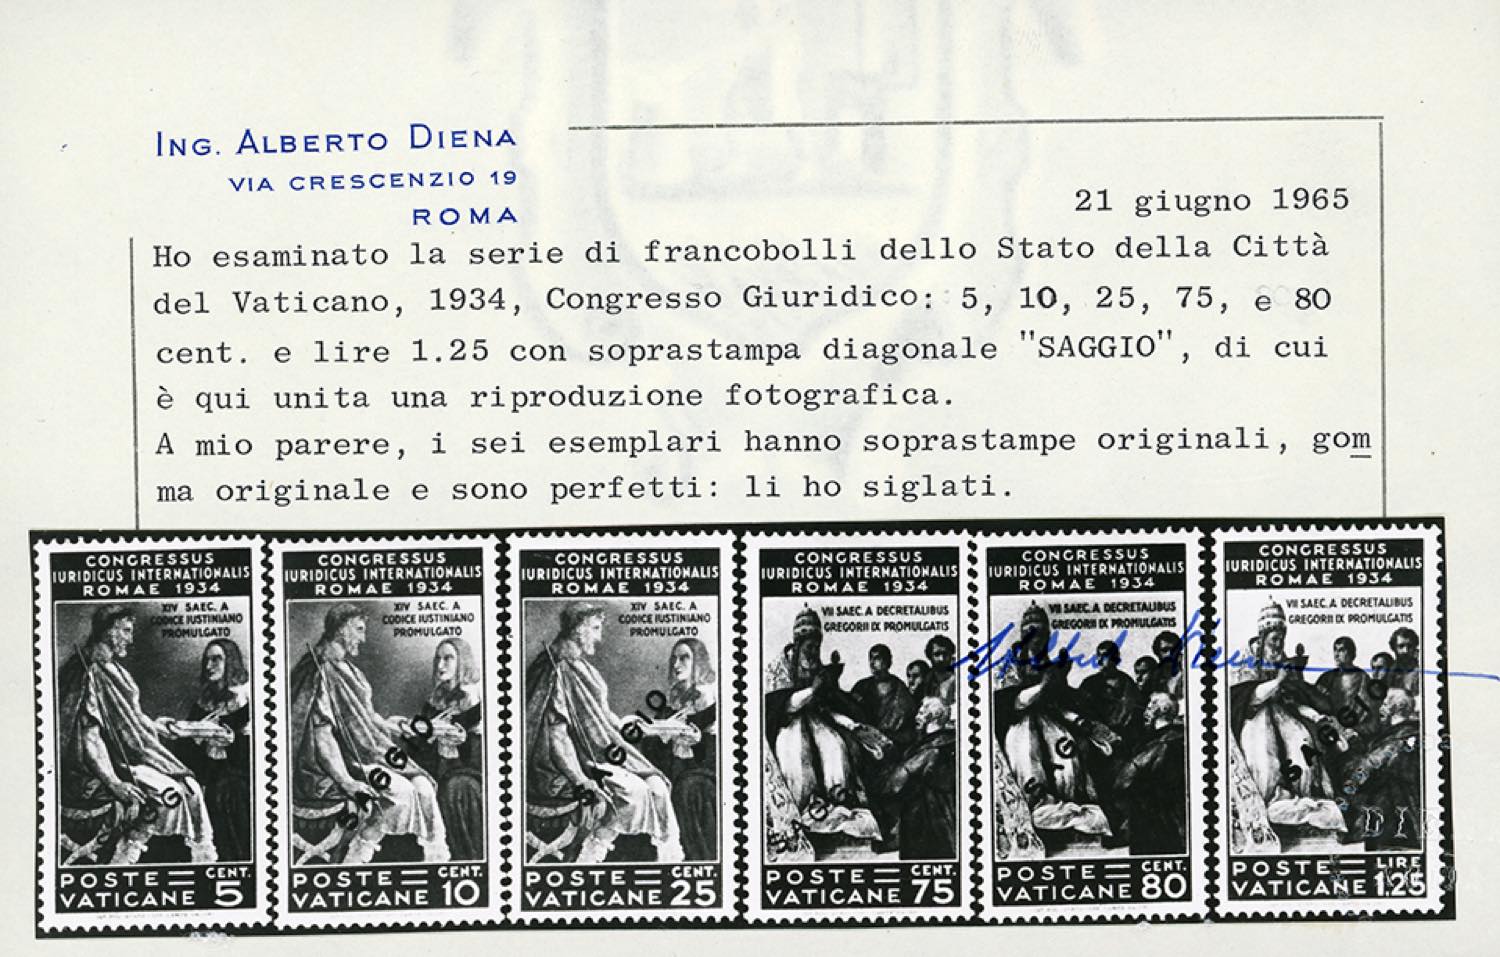 ING. ALBERTO DIENA
VIA CRESCENZIO 19
ROMA
21 giugno 1965
Ho esaminato la serie di francobolli dello Stato della Città
del Vaticano, 1934, Congresso Giuridico: 5, 10, 25, 75, e 80
cent. e lire 1.25 con soprastampa diagonale "SAGGIO", di cui
è qui unita una riproduzione fotografica.
A mio parere, i sei esemplari hanno soprastampe originali, gom
ma originale e sono perfetti: li ho siglati.
CONGRESSUS
IURIDICUS INTERNATIONALIS
ROMAE 1934
XIV SAEC. A
CODICE IUSTINIANO
PROMULGATO
SAGGIO
POSTE CENT.
VATICANE 5
CONGRESSUS
IURIDICUS INTERNATIONALIS
ROMAE 1934
XIV SAEC. A
CODICE IUSTINIANO
PROMULGATO
SAGGIO
POSTE CENT.
VATICANE 10
CONGRESSUS
IURIDICUS INTERNATIONALIS
ROMAE 1934
XIV SAEC. A
CODICE IUSTINIANO
PROMULGATO
SAGGIO
POSTE CENT.
VATICANE 25
CONGRESSUS
IURIDICUS INTERNATIONALIS
ROMAE 1934
VII SAEC. A DECRETALIBUS
GREGORII IX PROMULGATIS
SAGGIO
POSTE CENT.
VATICANE 75
CONGRESSUS
IURIDICUS INTERNATIONALIS
ROMAE 1934
VII SAEC. A DECRETALIBUS
GREGORII IX PROMULGATIS
SAGGIO
POSTE CENT.
VATICANE 80
CONGRESSUS
IURIDICUS INTERNATIONALIS
ROMAE 1934
VII SAEC. A DECRETALIBUS
GREGORII IX PROMULGATIS
SAGGIO
POSTE LIRE
VATICANE 1.25
Alberto Diena